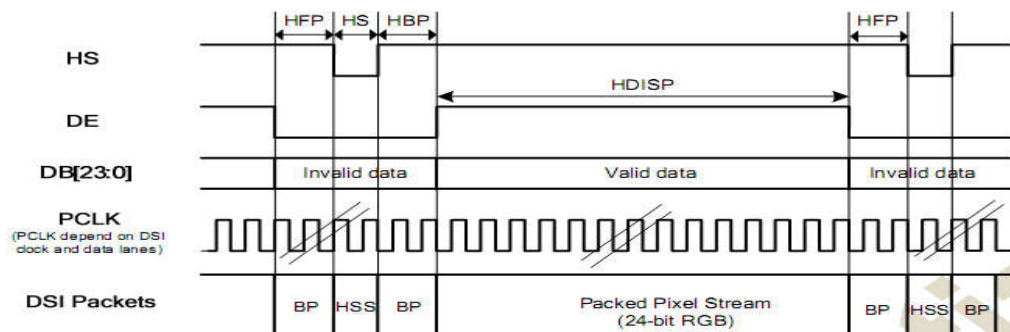 HFP HS HBP HFP
HS
HDISP
DE
DB[23:0] Invalid data Valid data Invalid data
PCLK
(PCLK depend on DSI
clock and data lanes)
DSI Packets BP HSS BP Packed Pixel Stream BP HSS BP
(24-bit RGB)